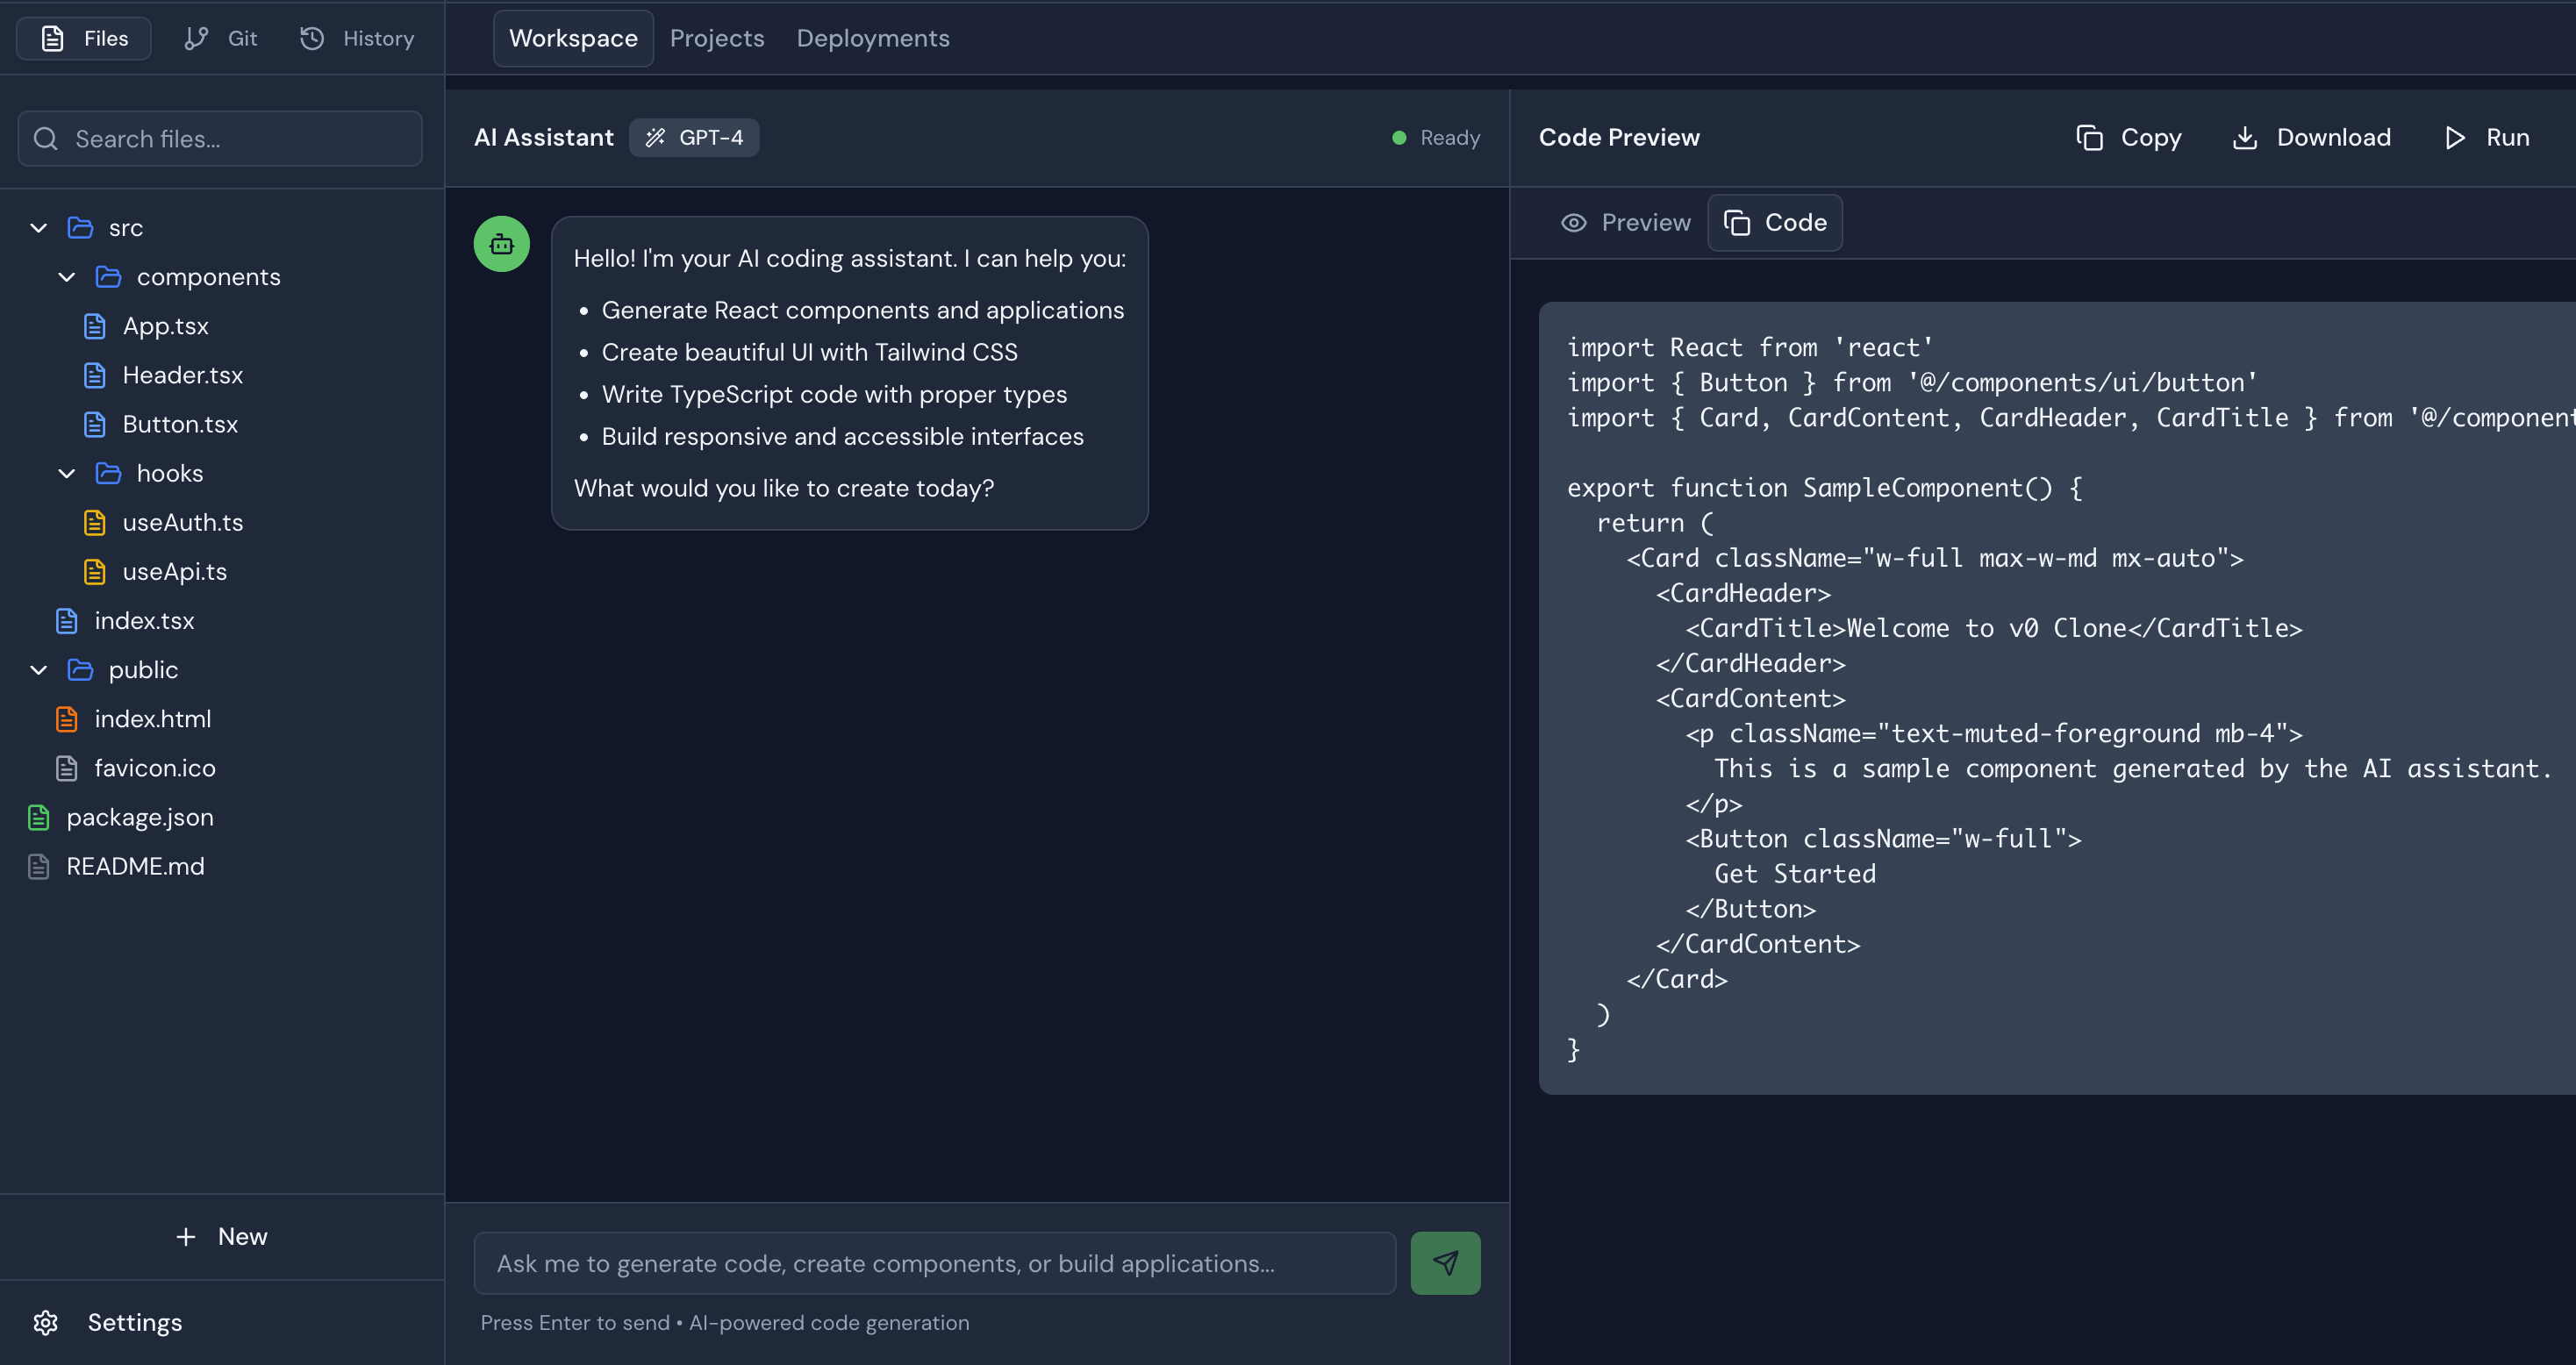 Files Git History
Workspace Projects Deployments
Search files...
src
components
App.tsx
Header.tsx
Button.tsx
hooks
useAuth.ts
useApi.ts
index.tsx
public
index.html
favicon.ico
package.json
README.md
New
Settings
AI Assistant GPT-4 Ready
Hello! I'm your AI coding assistant. I can help you:
• Generate React components and applications
• Create beautiful UI with Tailwind CSS
• Write TypeScript code with proper types
• Build responsive and accessible interfaces
What would you like to create today?
Ask me to generate code, create components, or build applications...
Press Enter to send • AI-powered code generation
Code Preview Copy Download Run
Preview Code
import React from 'react'
import { Button } from '@/components/ui/button'
import { Card, CardContent, CardHeader, CardTitle } from '@/component
export function SampleComponent() {
  return (
    <Card className="w-full max-w-md mx-auto">
      <CardHeader>
        <CardTitle>Welcome to v0 Clone</CardTitle>
      </CardHeader>
      <CardContent>
        <p className="text-muted-foreground mb-4">
          This is a sample component generated by the AI assistant.
        </p>
        <Button className="w-full">
          Get Started
        </Button>
      </CardContent>
    </Card>
  )
}